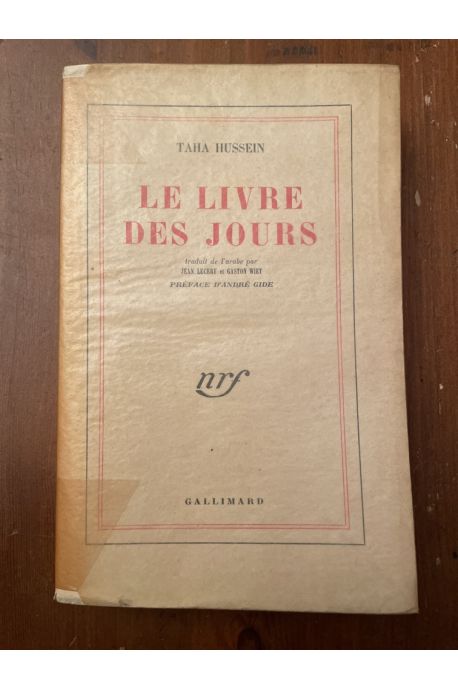 TAHA HUSSEIN
LE LIVRE
DES JOURS
traduit de l'arabe par
JEAN LECERF et GASTON WIET
PRÉFACE D'ANDRÉ GIDE
nrf
GALLIMARD